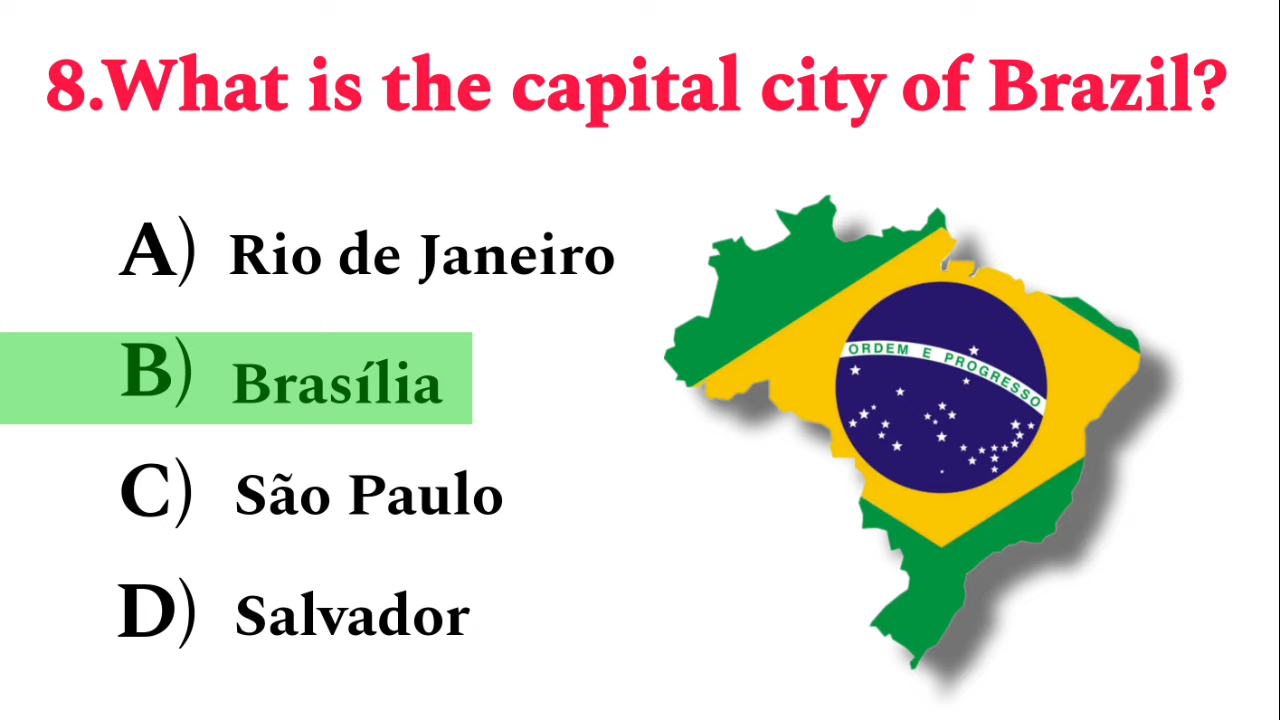 8.What is the capital city of Brazil?
A) Rio de Janeiro
B) Brasília
C) São Paulo
D) Salvador
ORDEM E PROGRESSO